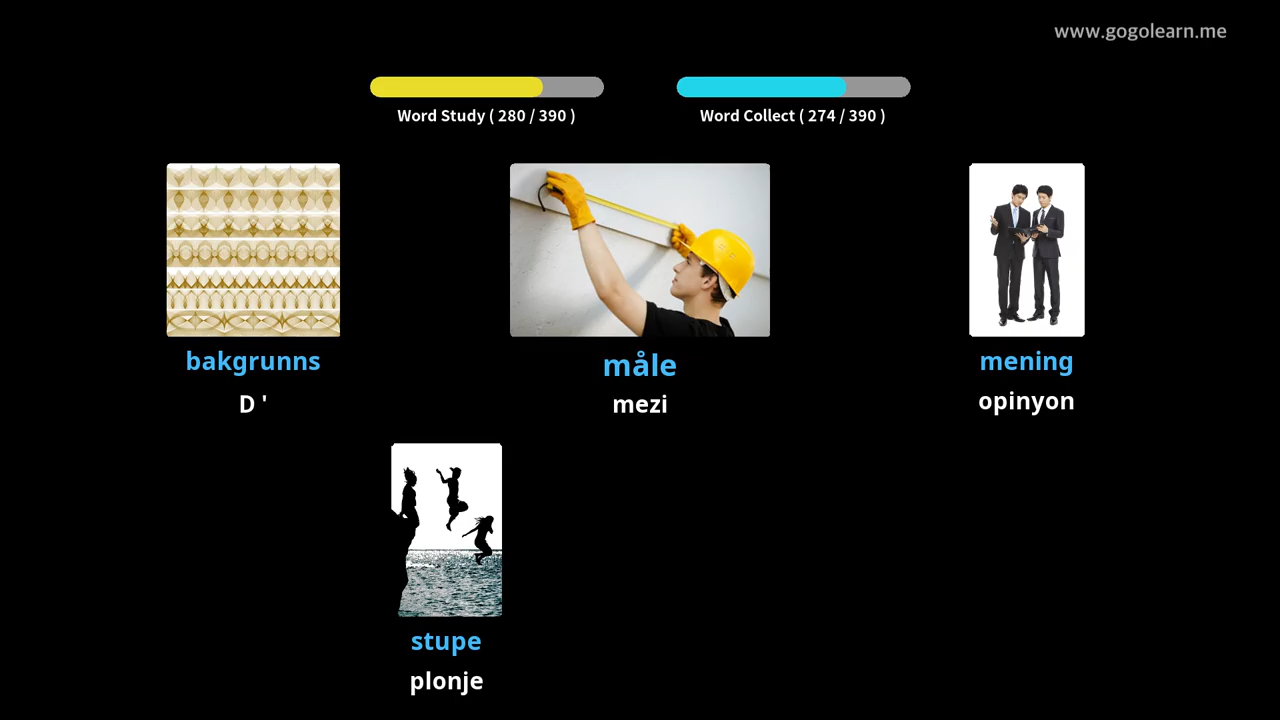 www.gogolearn.me
Word Study ( 280 / 390 )
Word Collect ( 274 / 390 )
bakgrunns
D '
måle
mezi
mening
opinyon
stupe
plonje